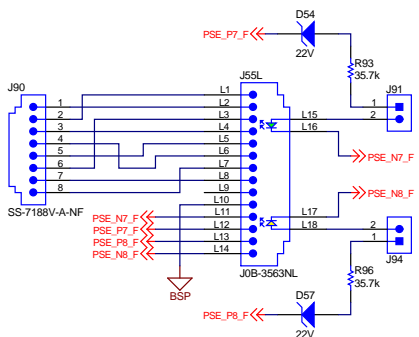 D54
PSE_P7_F
22V
R93
35.7k
J90
J55L
J91
1
2
3
4
5
6
7
8
L1
L2
L3
L4
L5
L6
L7
L8
L9
L10
L11
L12
L13
L14
L15
L16
L17
L18
1
2
PSE_N7_F
PSE_N8_F
SS-7188V-A-NF
PSE_N7_F
PSE_P7_F
PSE_P8_F
PSE_N8_F
2
1
J94
J0B-3563NL
BSP
R96
35.7k
D57
PSE_P8_F
22V